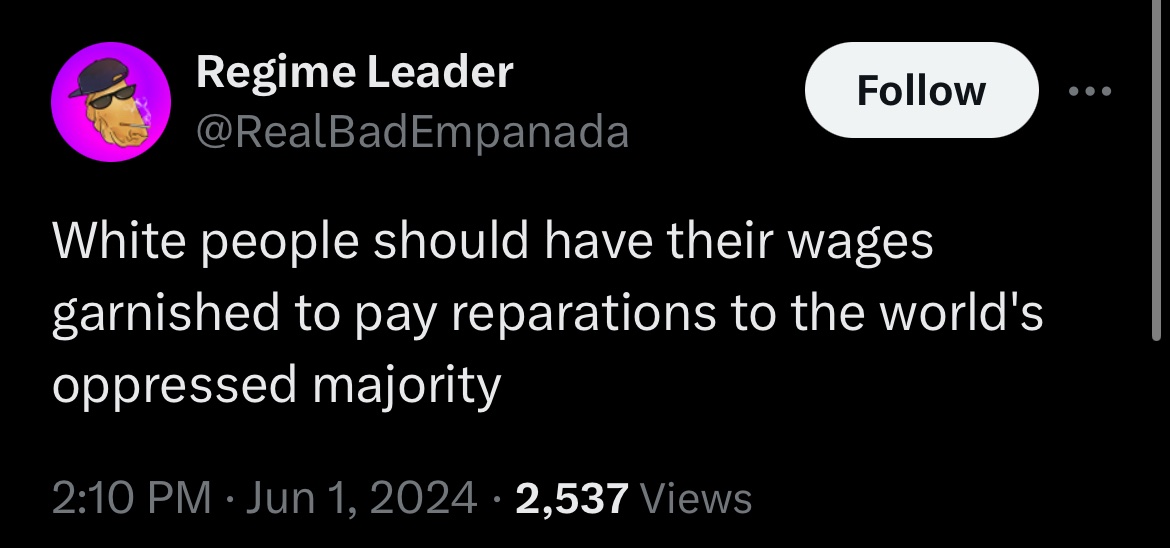 Regime Leader
@RealBadEmpanada
Follow
White people should have their wages
garnished to pay reparations to the world's
oppressed majority
2:10 PM · Jun 1, 2024 · 2,537 Views